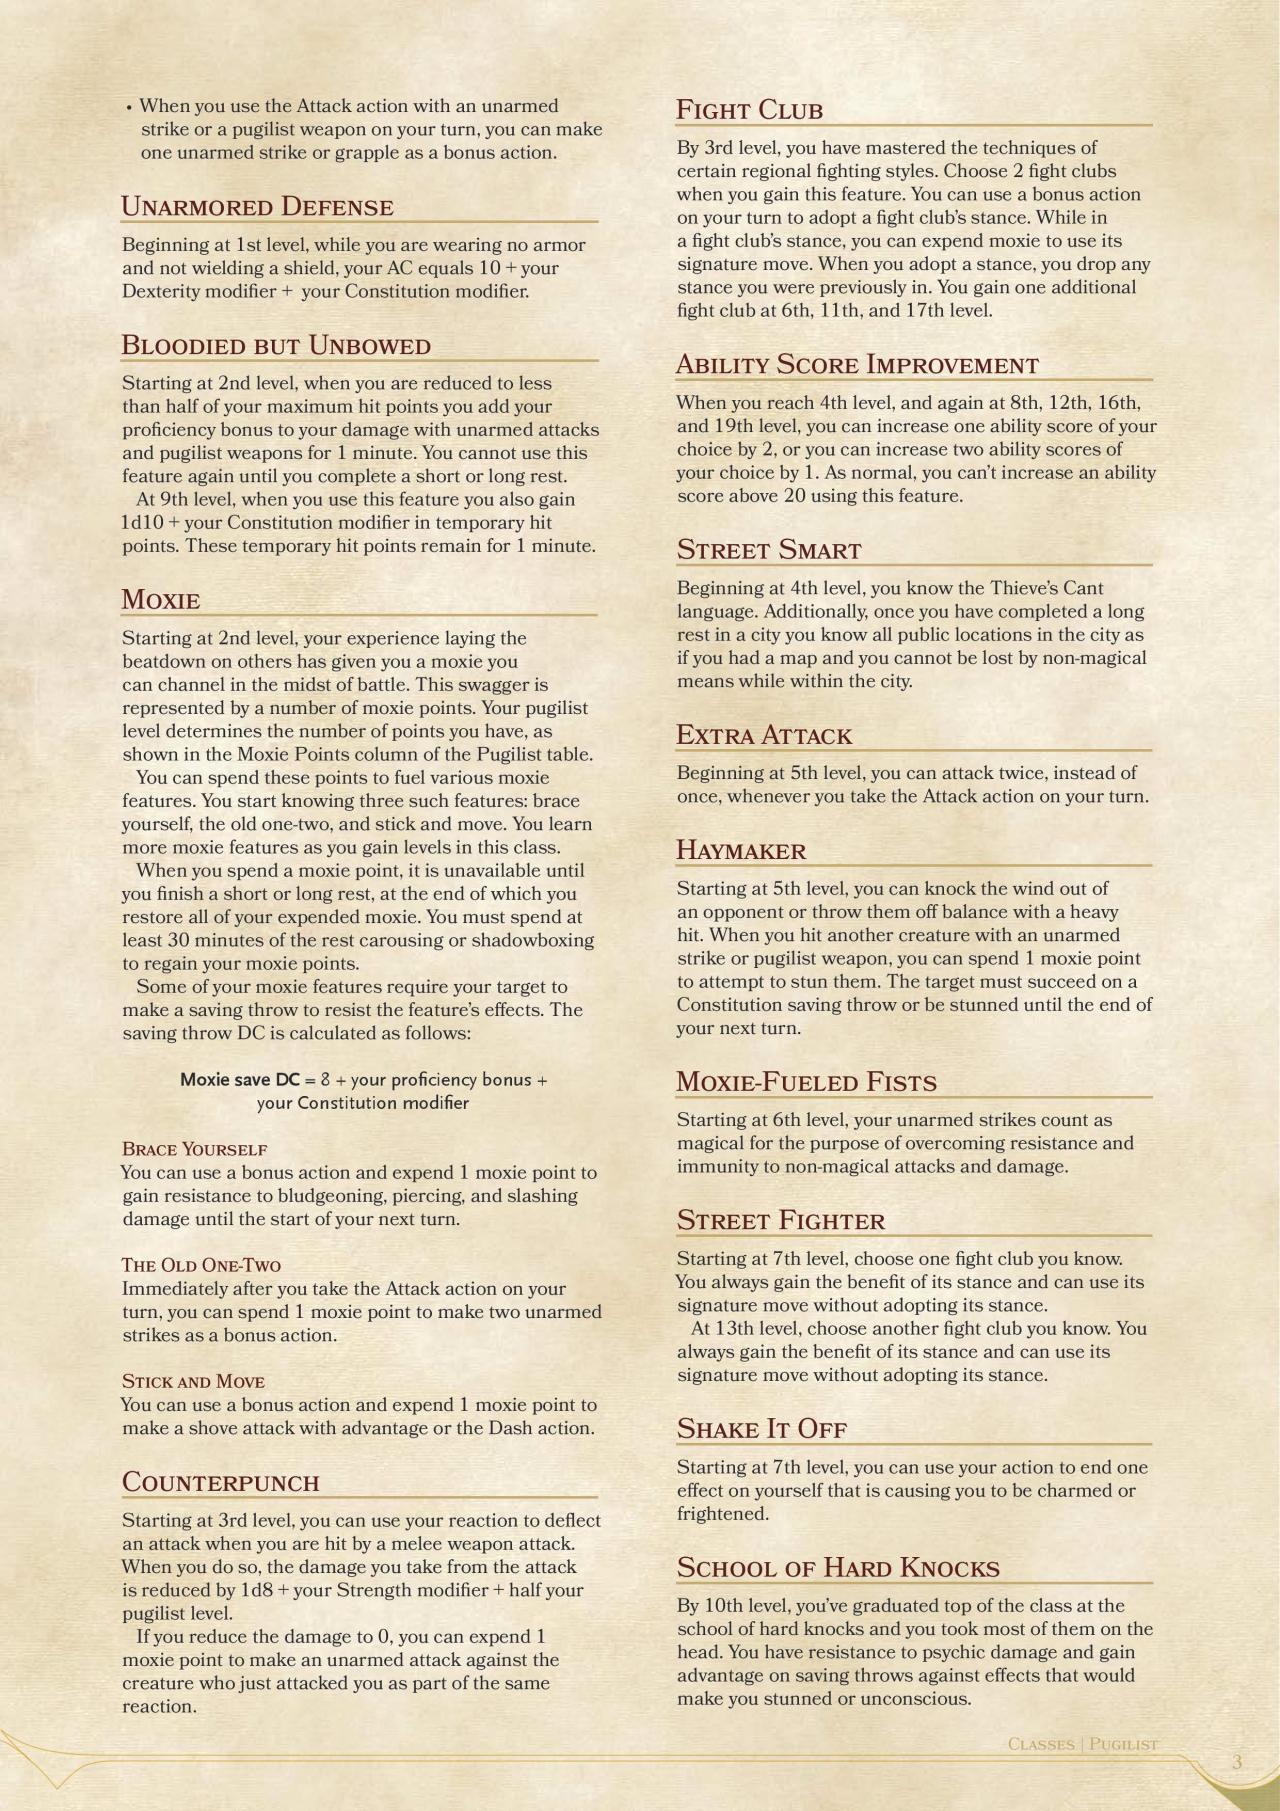 • When you use the Attack action with an unarmed
strike or a pugilist weapon on your turn, you can make
one unarmed strike or grapple as a bonus action.
Unarmored Defense
Beginning at 1st level, while you are wearing no armor
and not wielding a shield, your AC equals 10 + your
Dexterity modifier + your Constitution modifier.
Bloodied but Unbowed
Starting at 2nd level, when you are reduced to less
than half of your maximum hit points you add your
proficiency bonus to your damage with unarmed attacks
and pugilist weapons for 1 minute. You cannot use this
feature again until you complete a short or long rest.
At 9th level, when you use this feature you also gain
1d10 + your Constitution modifier in temporary hit
points. These temporary hit points remain for 1 minute.
Moxie
Starting at 2nd level, your experience laying the
beatdown on others has given you a moxie you
can channel in the midst of battle. This swagger is
represented by a number of moxie points. Your pugilist
level determines the number of points you have, as
shown in the Moxie Points column of the Pugilist table.
You can spend these points to fuel various moxie
features. You start knowing three such features: brace
yourself, the old one-two, and stick and move. You learn
more moxie features as you gain levels in this class.
When you spend a moxie point, it is unavailable until
you finish a short or long rest, at the end of which you
restore all of your expended moxie. You must spend at
least 30 minutes of the rest carousing or shadowboxing
to regain your moxie points.
Some of your moxie features require your target to
make a saving throw to resist the feature's effects. The
saving throw DC is calculated as follows:
Moxie save DC = 8 + your proficiency bonus +
your Constitution modifier
Brace Yourself
You can use a bonus action and expend 1 moxie point to
gain resistance to bludgeoning, piercing, and slashing
damage until the start of your next turn.
The Old One-Two
Immediately after you take the Attack action on your
turn, you can spend 1 moxie point to make two unarmed
strikes as a bonus action.
Stick and Move
You can use a bonus action and expend 1 moxie point to
make a shove attack with advantage or the Dash action.
Counterpunch
Starting at 3rd level, you can use your reaction to deflect
an attack when you are hit by a melee weapon attack.
When you do so, the damage you take from the attack
is reduced by 1d8 + your Strength modifier + half your
pugilist level.
If you reduce the damage to 0, you can expend 1
moxie point to make an unarmed attack against the
creature who just attacked you as part of the same
reaction.
Fight Club
By 3rd level, you have mastered the techniques of
certain regional fighting styles. Choose 2 fight clubs
when you gain this feature. You can use a bonus action
on your turn to adopt a fight club's stance. While in
a fight club's stance, you can expend moxie to use its
signature move. When you adopt a stance, you drop any
stance you were previously in. You gain one additional
fight club at 6th, 11th, and 17th level.
Ability Score Improvement
When you reach 4th level, and again at 8th, 12th, 16th,
and 19th level, you can increase one ability score of your
choice by 2, or you can increase two ability scores of
your choice by 1. As normal, you can't increase an ability
score above 20 using this feature.
Street Smart
Beginning at 4th level, you know the Thieve's Cant
language. Additionally, once you have completed a long
rest in a city you know all public locations in the city as
if you had a map and you cannot be lost by non-magical
means while within the city.
Extra Attack
Beginning at 5th level, you can attack twice, instead of
once, whenever you take the Attack action on your turn.
Haymaker
Starting at 5th level, you can knock the wind out of
an opponent or throw them off balance with a heavy
hit. When you hit another creature with an unarmed
strike or pugilist weapon, you can spend 1 moxie point
to attempt to stun them. The target must succeed on a
Constitution saving throw or be stunned until the end of
your next turn.
Moxie-Fueled Fists
Starting at 6th level, your unarmed strikes count as
magical for the purpose of overcoming resistance and
immunity to non-magical attacks and damage.
Street Fighter
Starting at 7th level, choose one fight club you know.
You always gain the benefit of its stance and can use its
signature move without adopting its stance.
At 13th level, choose another fight club you know. You
always gain the benefit of its stance and can use its
signature move without adopting its stance.
Shake It Off
Starting at 7th level, you can use your action to end one
effect on yourself that is causing you to be charmed or
frightened.
School of Hard Knocks
By 10th level, you've graduated top of the class at the
school of hard knocks and you took most of them on the
head. You have resistance to psychic damage and gain
advantage on saving throws against effects that would
make you stunned or unconscious.
Classes | Pugilist
3